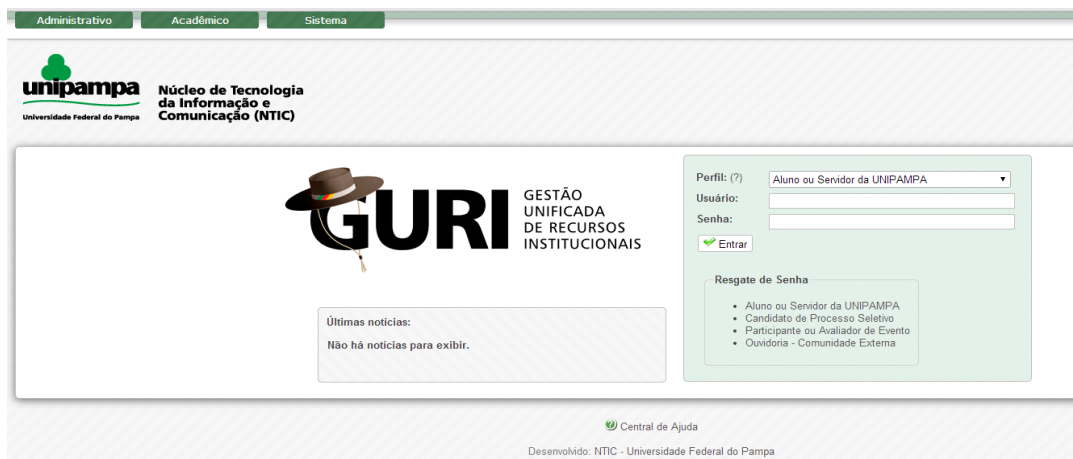 Administrativo Acadêmico Sistema
unipampa
Universidade Federal do Pampa
Núcleo de Tecnologia
da Informação e
Comunicação (NTIC)
GURI
GESTÃO
UNIFICADA
DE RECURSOS
INSTITUCIONAIS
Perfil: (?) Aluno ou Servidor da UNIPAMPA
Usuário:
Senha:
Entrar
Resgate de Senha
Aluno ou Servidor da UNIPAMPA
Candidato de Processo Seletivo
Participante ou Avaliador de Evento
Ouvidoria - Comunidade Externa
Últimas notícias:
Não há notícias para exibir.
Central de Ajuda
Desenvolvido: NTIC - Universidade Federal do Pampa